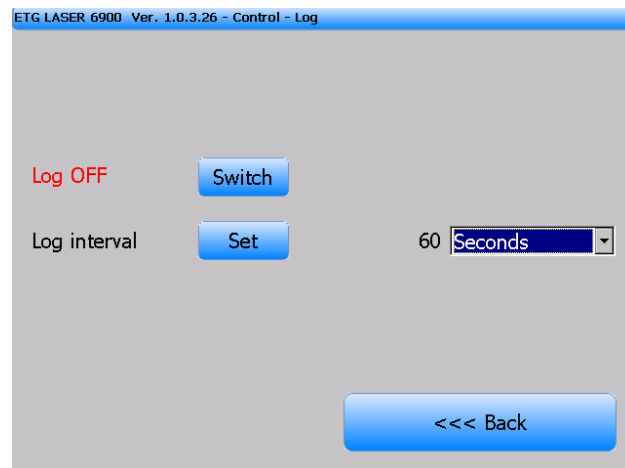 ETG LASER 6900 Ver. 1.0.3.26 - Control - Log
Log OFF Switch
Log interval Set 60 Seconds
<<< Back